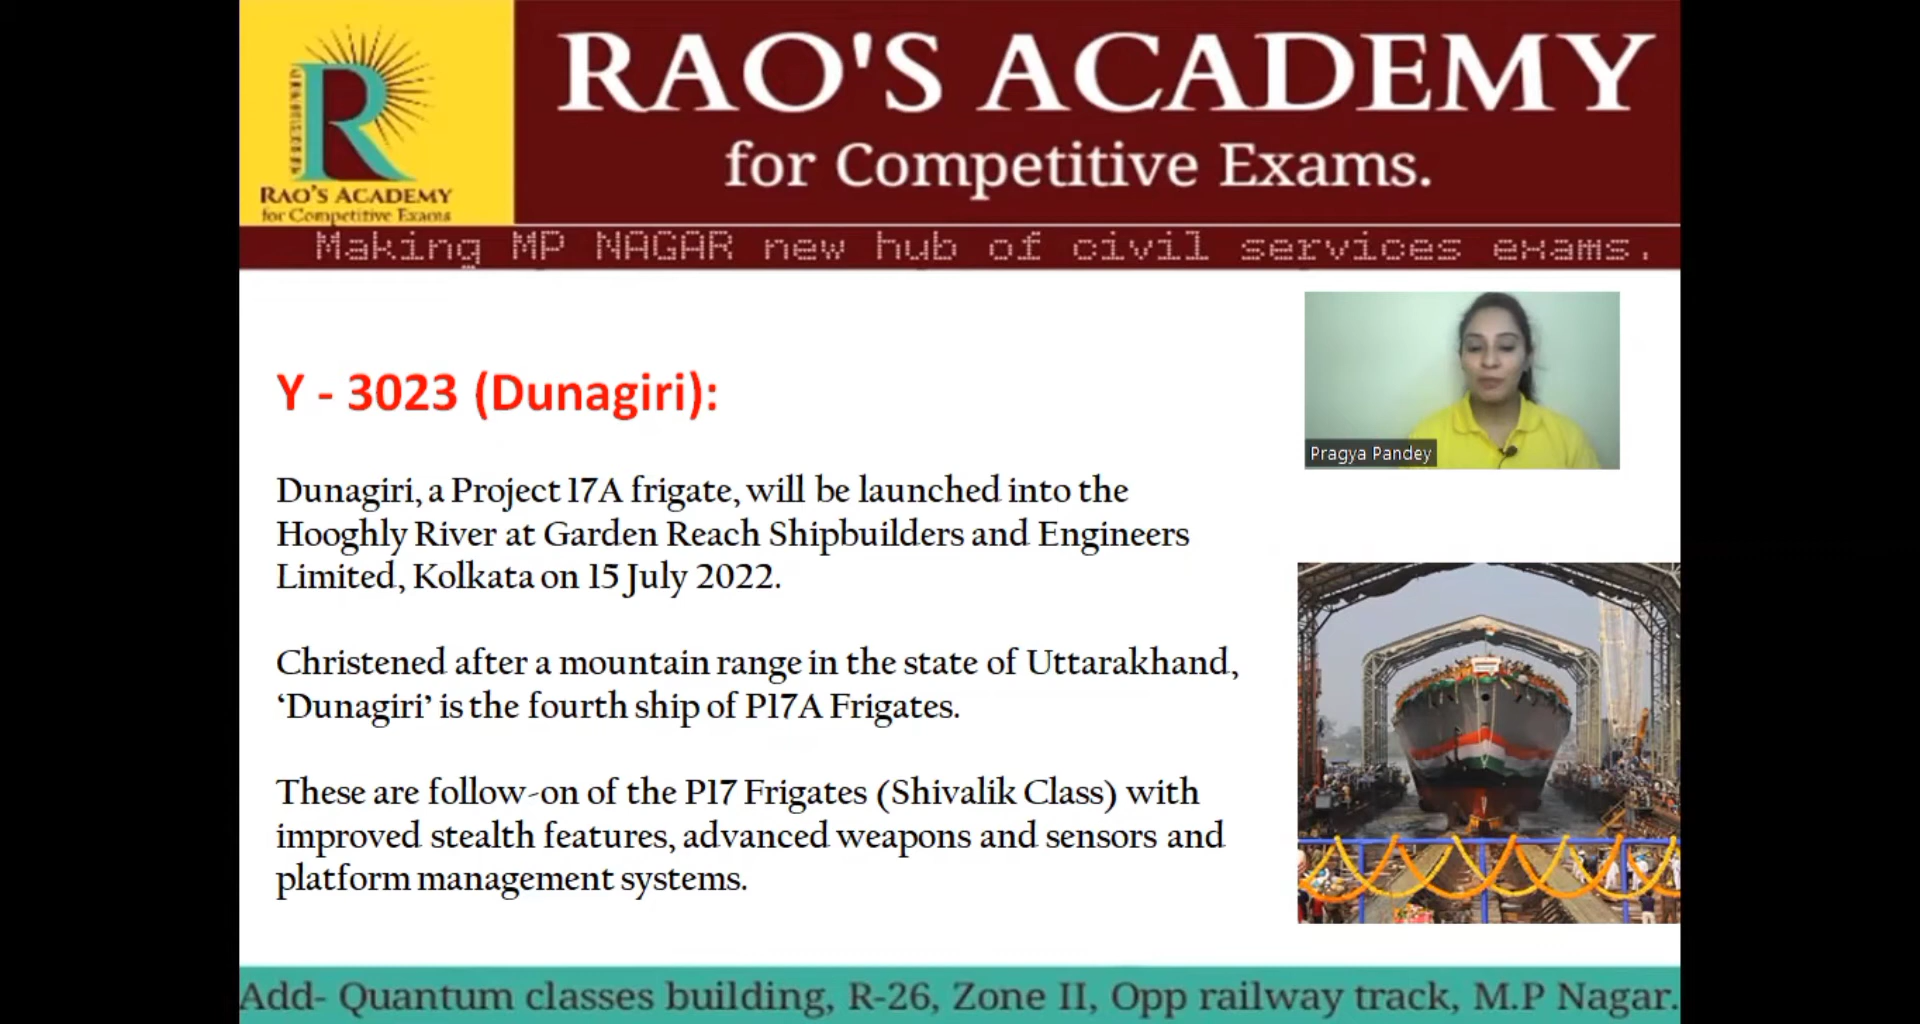 RAO'S ACADEMY
for Competitive Exams.
R
RAO'S ACADEMY
for Competitive Exams
Making MP NAGAR new hub of civil services exams.
Y - 3023 (Dunagiri):
Pragya Pandey
Dunagiri, a Project 17A frigate, will be launched into the
Hooghly River at Garden Reach Shipbuilders and Engineers
Limited, Kolkata on 15 July 2022.
Christened after a mountain range in the state of Uttarakhand,
‘Dunagiri’ is the fourth ship of P17A Frigates.
These are follow-on of the P17 Frigates (Shivalik Class) with
improved stealth features, advanced weapons and sensors and
platform management systems.
Add- Quantum classes building, R-26, Zone II, Opp railway track, M.P Nagar.